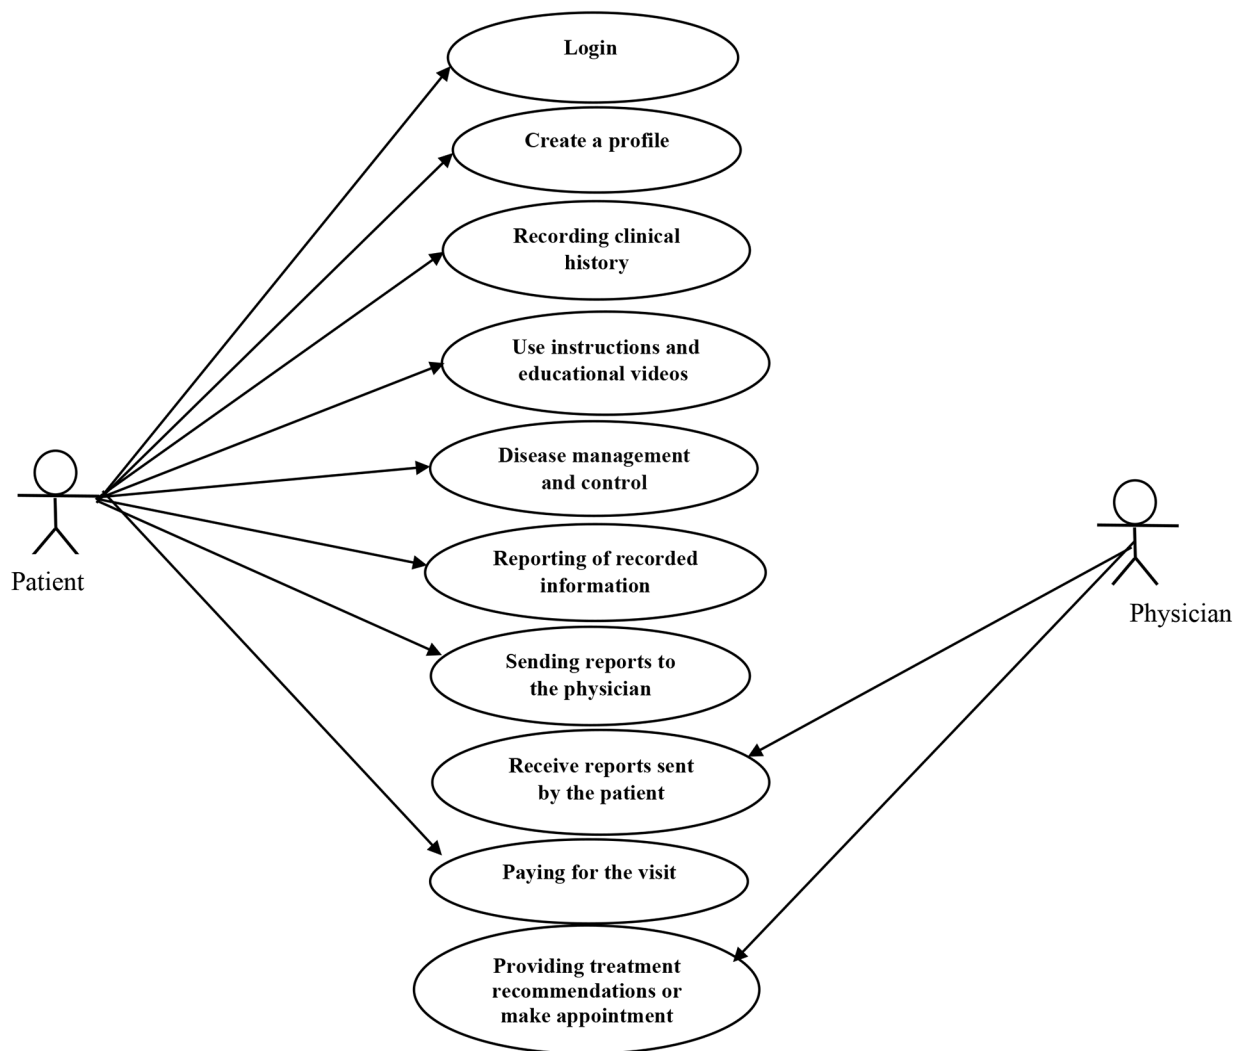 Login
Create a profile
Recording clinical
history
Use instructions and
educational videos
Disease management
and control
Reporting of recorded
information
Patient
Physician
Sending reports to
the physician
Receive reports sent
by the patient
Paying for the visit
Providing treatment
recommendations or
make appointment